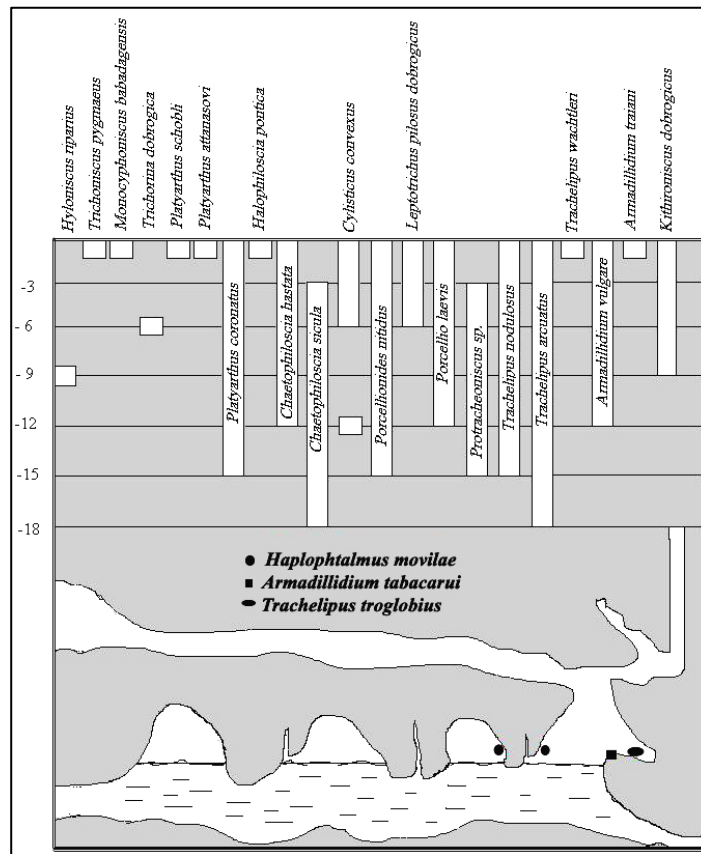 Hyloniscus riparius
Trichoniscus pygmaeus
Monocyphoniscus babadagensis
Trichorina dobrogica
Platyarthus schobli
Platyarthus attanasovi
Halophiloscia pontica
Cylisticus convexus
Leptotrichus pilosus dobrogicus
Trachelipus wachtleri
Armadillidium traiani
Kithironiscus dobrogicus
Platyarthus coronatus
Chaetophiloscia hastata
Chaetophiloscia sicula
Porcellionides nitidus
Porcellio laevis
Protracheoniscus sp.
Trachelipus nodulosus
Trachelipus arcuatus
Armadillidium vulgare
-3
-6
-9
-12
-15
-18
Haplophtalmus movilae
Armadillidium tabacarui
Trachelipus troglobius